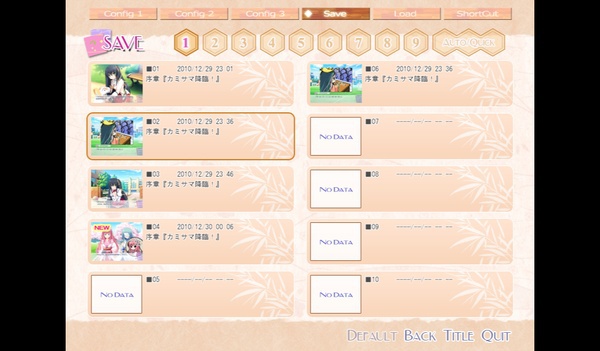 Config 1 Config 2 Config 3 Save Load ShortCut
SAVE 1 2 3 4 5 6 7 8 9 AUTO·QUICK
■01 2010/12/29 23 01
序章『カミサマ降臨！』
■02 2010/12/29 23 36
序章『カミサマ降臨！』
■03 2010/12/29 23 46
序章『カミサマ降臨！』
NEW
■04 2010/12/30 00 06
序章『カミサマ降臨！』
■05 ----/--/-- -- --
NO DATA
■06 2010/12/29 23 36
序章『カミサマ降臨！』
■07 ----/--/-- -- --
NO DATA
■08 ----/--/-- -- --
NO DATA
■09 ----/--/-- -- --
NO DATA
■10 ----/--/-- -- --
NO DATA
DEFAULT BACK TITLE QUIT